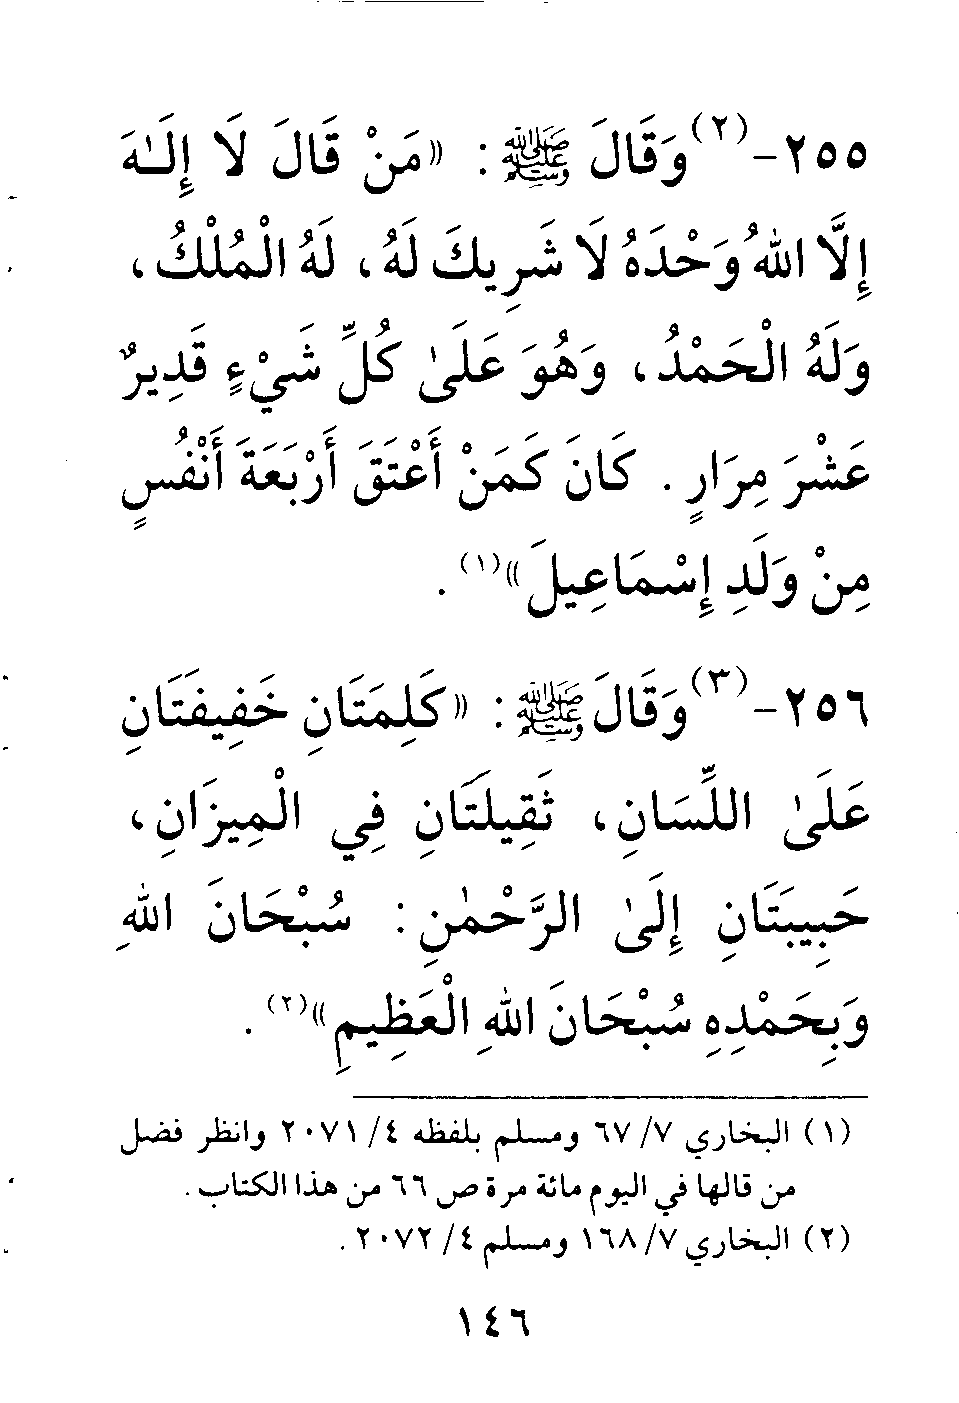 ٢٥٥-(٢) وَقَالَ ﷺ : «مَنْ قَالَ لَا إِلَـٰهَ
إِلَّا اللهُ وَحْدَهُ لَا شَرِيكَ لَهُ، لَهُ الْمُلْكُ،
وَلَهُ الْحَمْدُ، وَهُوَ عَلَىٰ كُلِّ شَيْءٍ قَدِيرٌ
عَشْرَ مِرَارٍ . كَانَ كَمَنْ أَعْتَقَ أَرْبَعَةَ أَنْفُسٍ
مِنْ وَلَدِ إِسْمَاعِيلَ»(١) .
٢٥٦-(٣) وَقَالَ ﷺ : «كَلِمَتَانِ خَفِيفَتَانِ
عَلَىٰ اللِّسَانِ، ثَقِيلَتَانِ فِي الْمِيزَانِ،
حَبِيبَتَانِ إِلَىٰ الرَّحْمٰنِ : سُبْحَانَ اللهِ
وَبِحَمْدِهِ سُبْحَانَ اللهِ الْعَظِيمِ»(٢) .
(١) البخاري ٦٧/٧ ومسلم بلفظه ٢٠٧١/٤ وانظر فضل
من قالها في اليوم مائة مرة ص ٦٦ من هذا الكتاب .
(٢) البخاري ١٦٨/٧ ومسلم ٢٠٧٢/٤ .
١٤٦